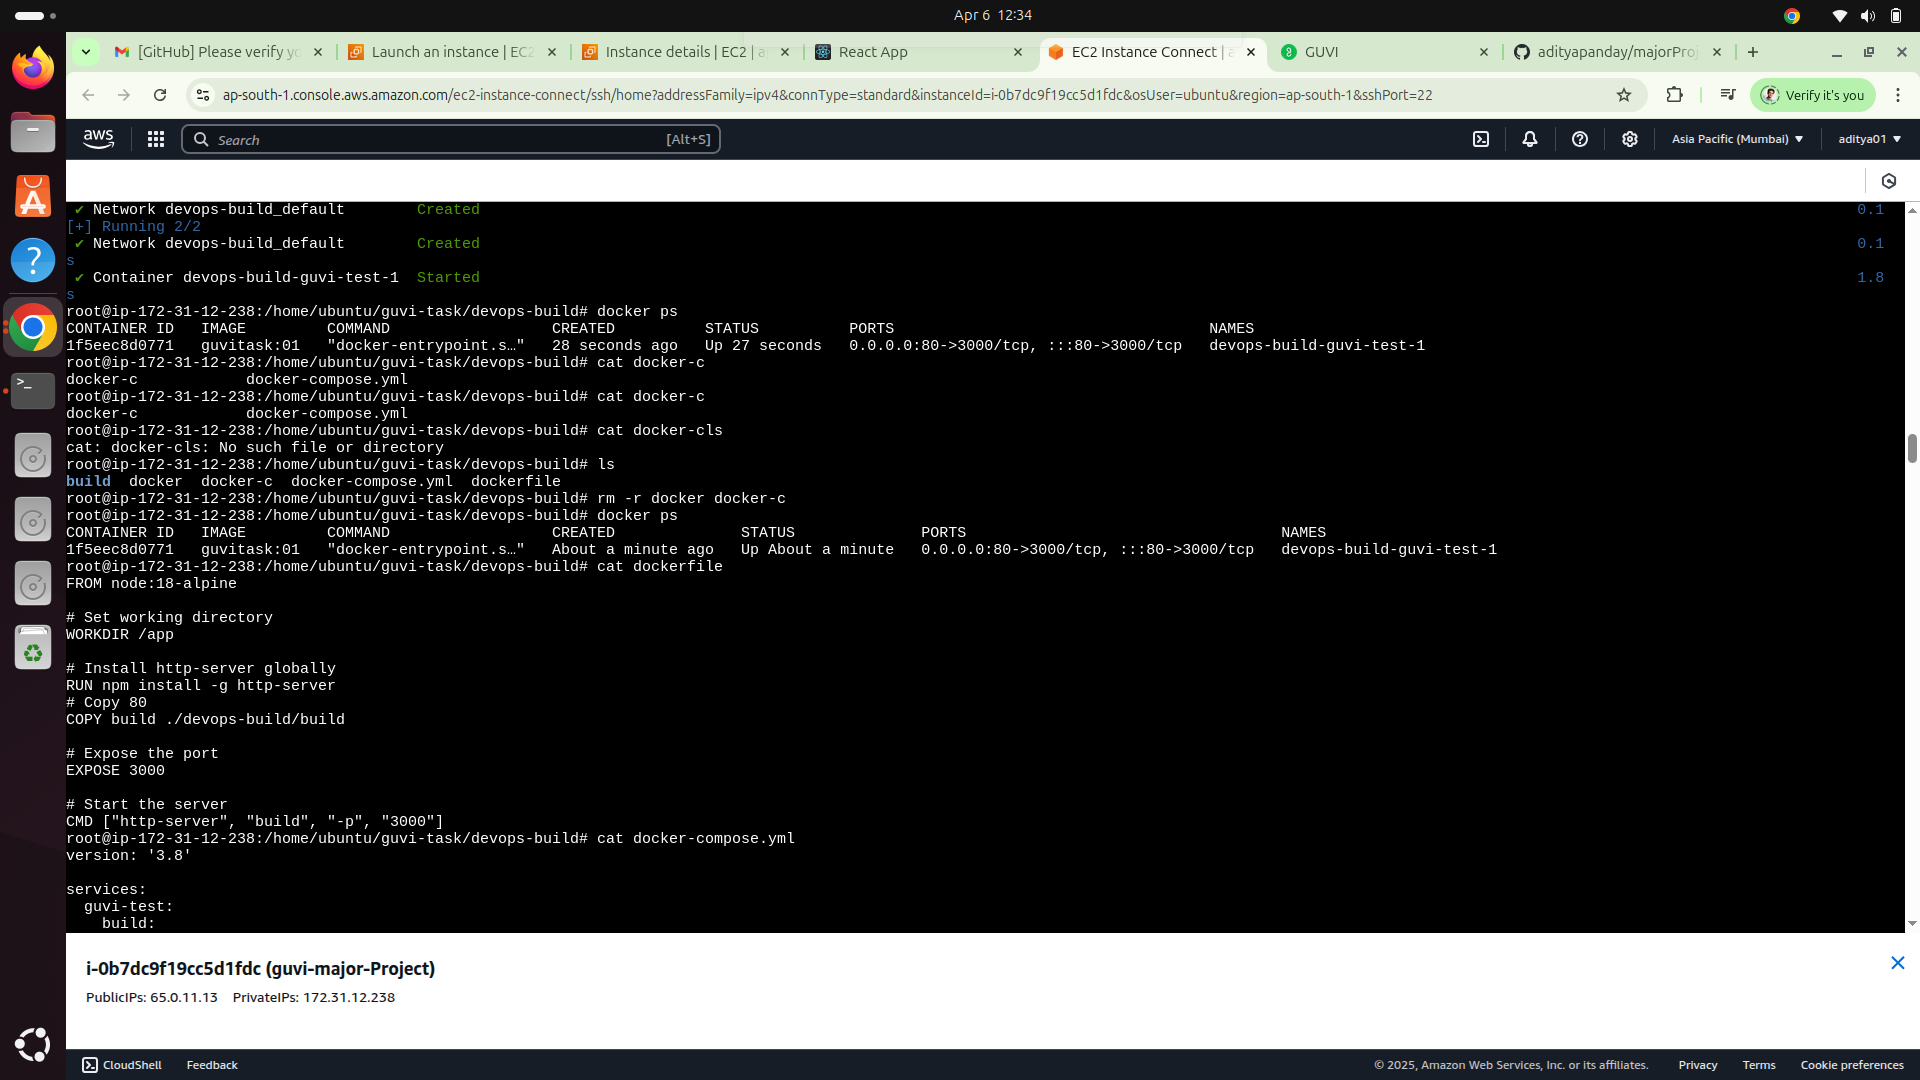 Apr 6 12:34
[GitHub] Please verify yo
Launch an instance | EC2
Instance details | EC2 | a
React App
EC2 Instance Connect | a
GUVI
adityapanday/majorProj
ap-south-1.console.aws.amazon.com/ec2-instance-connect/ssh/home?addressFamily=ipv4&connType=standard&instanceId=i-0b7dc9f19cc5d1fdc&osUser=ubuntu&region=ap-south-1&sshPort=22
Verify it's you
aws
Search
[Alt+S]
Asia Pacific (Mumbai)
aditya01
✔ Network devops-build_default        Created        0.1
[+] Running 2/2
✔ Network devops-build_default        Created        0.1
s
✔ Container devops-build-guvi-test-1  Started        1.8
s
root@ip-172-31-12-238:/home/ubuntu/guvi-task/devops-build# docker ps
CONTAINER ID   IMAGE         COMMAND                  CREATED          STATUS          PORTS                                   NAMES
1f5eec8d0771   guvitask:01   "docker-entrypoint.s…"   28 seconds ago   Up 27 seconds   0.0.0.0:80->3000/tcp, :::80->3000/tcp   devops-build-guvi-test-1
root@ip-172-31-12-238:/home/ubuntu/guvi-task/devops-build# cat docker-c
docker-c            docker-compose.yml
root@ip-172-31-12-238:/home/ubuntu/guvi-task/devops-build# cat docker-c
docker-c            docker-compose.yml
root@ip-172-31-12-238:/home/ubuntu/guvi-task/devops-build# cat docker-cls
cat: docker-cls: No such file or directory
root@ip-172-31-12-238:/home/ubuntu/guvi-task/devops-build# ls
build  docker  docker-c  docker-compose.yml  dockerfile
root@ip-172-31-12-238:/home/ubuntu/guvi-task/devops-build# rm -r docker docker-c
root@ip-172-31-12-238:/home/ubuntu/guvi-task/devops-build# docker ps
CONTAINER ID   IMAGE         COMMAND                  CREATED              STATUS              PORTS                                   NAMES
1f5eec8d0771   guvitask:01   "docker-entrypoint.s…"   About a minute ago   Up About a minute   0.0.0.0:80->3000/tcp, :::80->3000/tcp   devops-build-guvi-test-1
root@ip-172-31-12-238:/home/ubuntu/guvi-task/devops-build# cat dockerfile
FROM node:18-alpine
# Set working directory
WORKDIR /app
# Install http-server globally
RUN npm install -g http-server
# Copy 80
COPY build ./devops-build/build
# Expose the port
EXPOSE 3000
# Start the server
CMD ["http-server", "build", "-p", "3000"]
root@ip-172-31-12-238:/home/ubuntu/guvi-task/devops-build# cat docker-compose.yml
version: '3.8'
services:
  guvi-test:
    build:
i-0b7dc9f19cc5d1fdc (guvi-major-Project)
PublicIPs: 65.0.11.13    PrivateIPs: 172.31.12.238
CloudShell
Feedback
© 2025, Amazon Web Services, Inc. or its affiliates.
Privacy
Terms
Cookie preferences